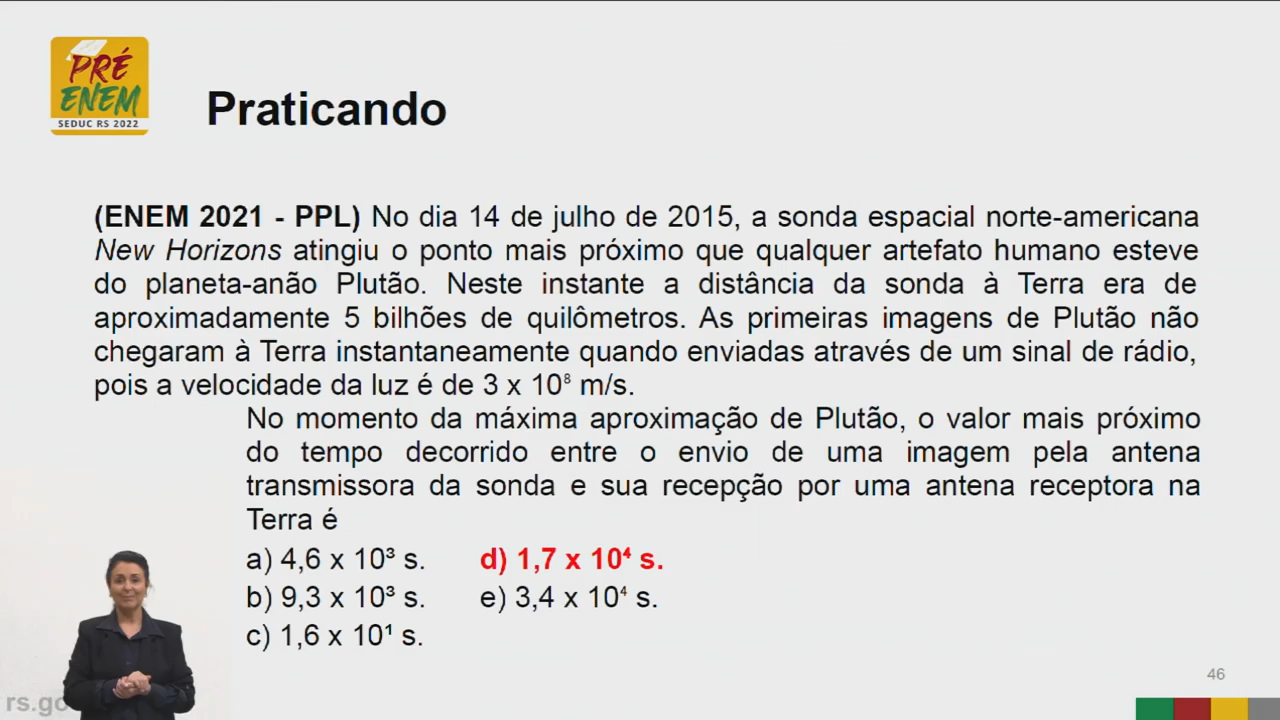 PRÉ
ENEM
SEDUC RS 2022
Praticando
(ENEM 2021 - PPL) No dia 14 de julho de 2015, a sonda espacial norte-americana
New Horizons atingiu o ponto mais próximo que qualquer artefato humano esteve
do planeta-anão Plutão. Neste instante a distância da sonda à Terra era de
aproximadamente 5 bilhões de quilômetros. As primeiras imagens de Plutão não
chegaram à Terra instantaneamente quando enviadas através de um sinal de rádio,
pois a velocidade da luz é de 3 x 10⁸ m/s.
No momento da máxima aproximação de Plutão, o valor mais próximo
do tempo decorrido entre o envio de uma imagem pela antena
transmissora da sonda e sua recepção por uma antena receptora na
Terra é
a) 4,6 x 10³ s. d) 1,7 x 10⁴ s.
b) 9,3 x 10³ s. e) 3,4 x 10⁴ s.
c) 1,6 x 10¹ s.
46
rs.go